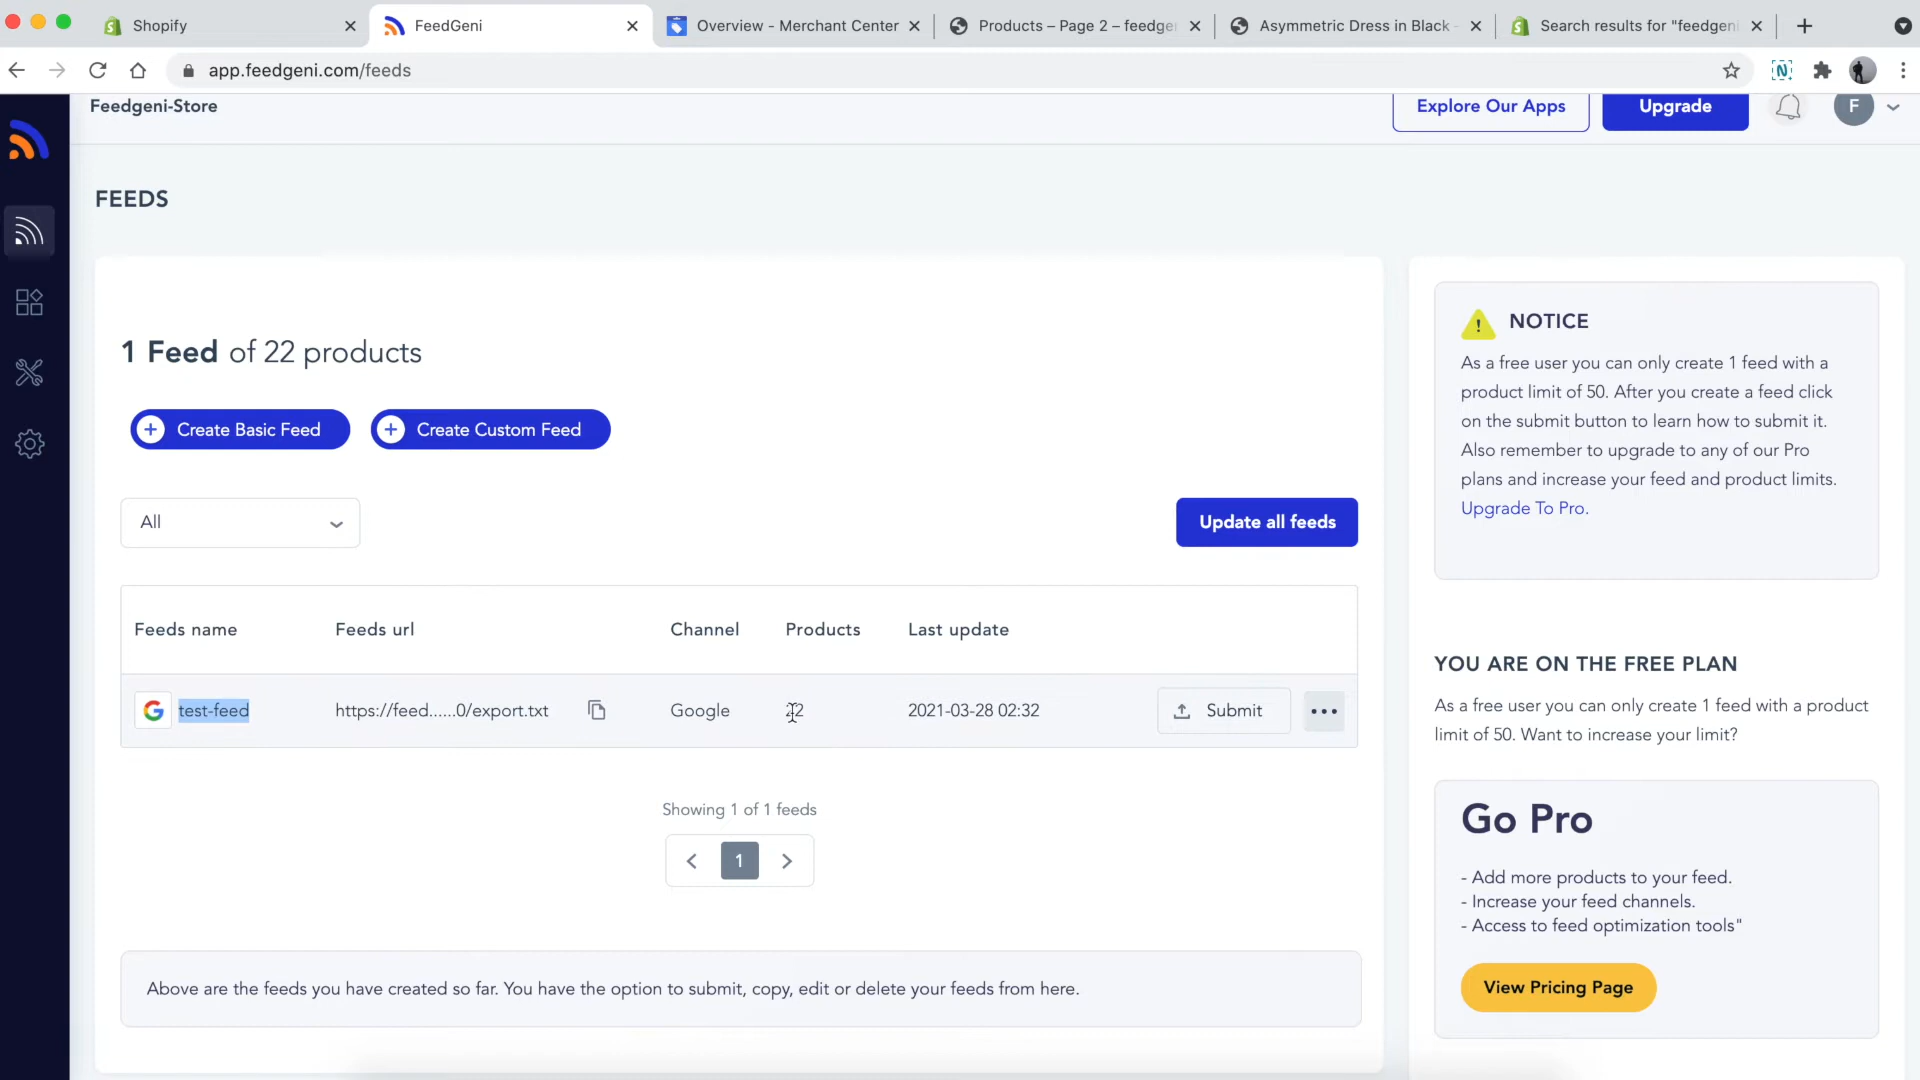 Shopify
FeedGeni
Overview - Merchant Center
Products – Page 2 – feedge
Asymmetric Dress in Black -
Search results for "feedgeni
app.feedgeni.com/feeds
Feedgeni-Store
Explore Our Apps
Upgrade
F
FEEDS
1 Feed of 22 products
Create Basic Feed
Create Custom Feed
All
Update all feeds
Feeds name
Feeds url
Channel
Products
Last update
test-feed
https://feed......0/export.txt
Google
22
2021-03-28 02:32
Submit
Showing 1 of 1 feeds
1
Above are the feeds you have created so far. You have the option to submit, copy, edit or delete your feeds from here.
NOTICE
As a free user you can only create 1 feed with a
product limit of 50. After you create a feed click
on the submit button to learn how to submit it.
Also remember to upgrade to any of our Pro
plans and increase your feed and product limits.
Upgrade To Pro.
YOU ARE ON THE FREE PLAN
As a free user you can only create 1 feed with a product
limit of 50. Want to increase your limit?
Go Pro
- Add more products to your feed.
- Increase your feed channels.
- Access to feed optimization tools"
View Pricing Page